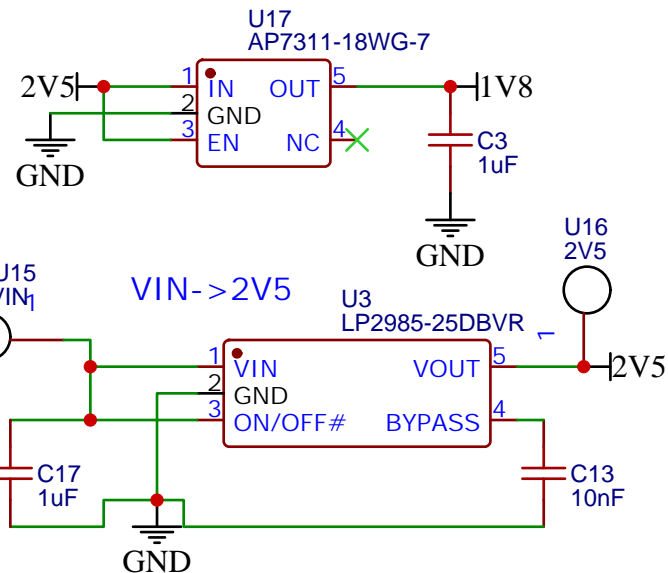 U17
AP7311-18WG-7
2V5
1
IN
OUT
5
1V8
2
GND
3
EN
NC
4
C3
1uF
GND
GND
U16
2V5
U15
VIN
1
VIN->2V5
U3
LP2985-25DBVR
1
1
VIN
VOUT
5
2V5
2
GND
3
ON/OFF#
BYPASS
4
C17
1uF
C13
10nF
GND